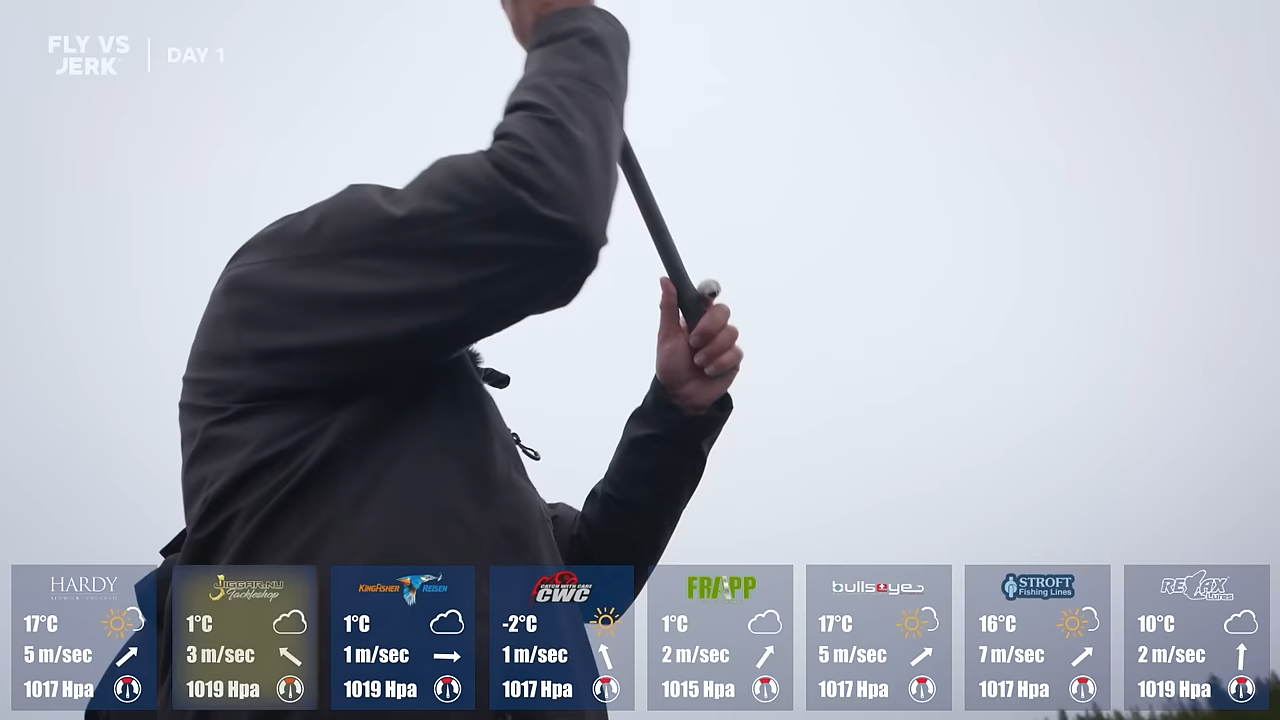 FLY VS
JERK
DAY 1
HARDY
17°C
5 m/sec
1017 Hpa
JIGGAR.NU
Tackleshop
1°C
3 m/sec
1019 Hpa
KINGFISHER REISEN
1°C
1 m/sec
1019 Hpa
CATCH WITH CARE
CWC
-2°C
1 m/sec
1017 Hpa
FRAPP
1°C
2 m/sec
1015 Hpa
bullseye
17°C
5 m/sec
1017 Hpa
STROFT
Fishing Lines
16°C
7 m/sec
1017 Hpa
RELAX
Lures
10°C
2 m/sec
1019 Hpa